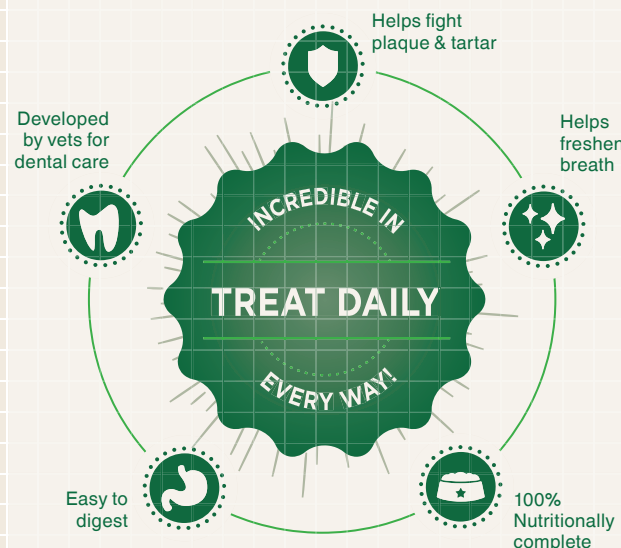 Helps fight
plaque & tartar
Developed
by vets for
dental care
Helps
freshen
breath
INCREDIBLE IN
TREAT DAILY
EVERY WAY!
Easy to
digest
100%
Nutritionally
complete